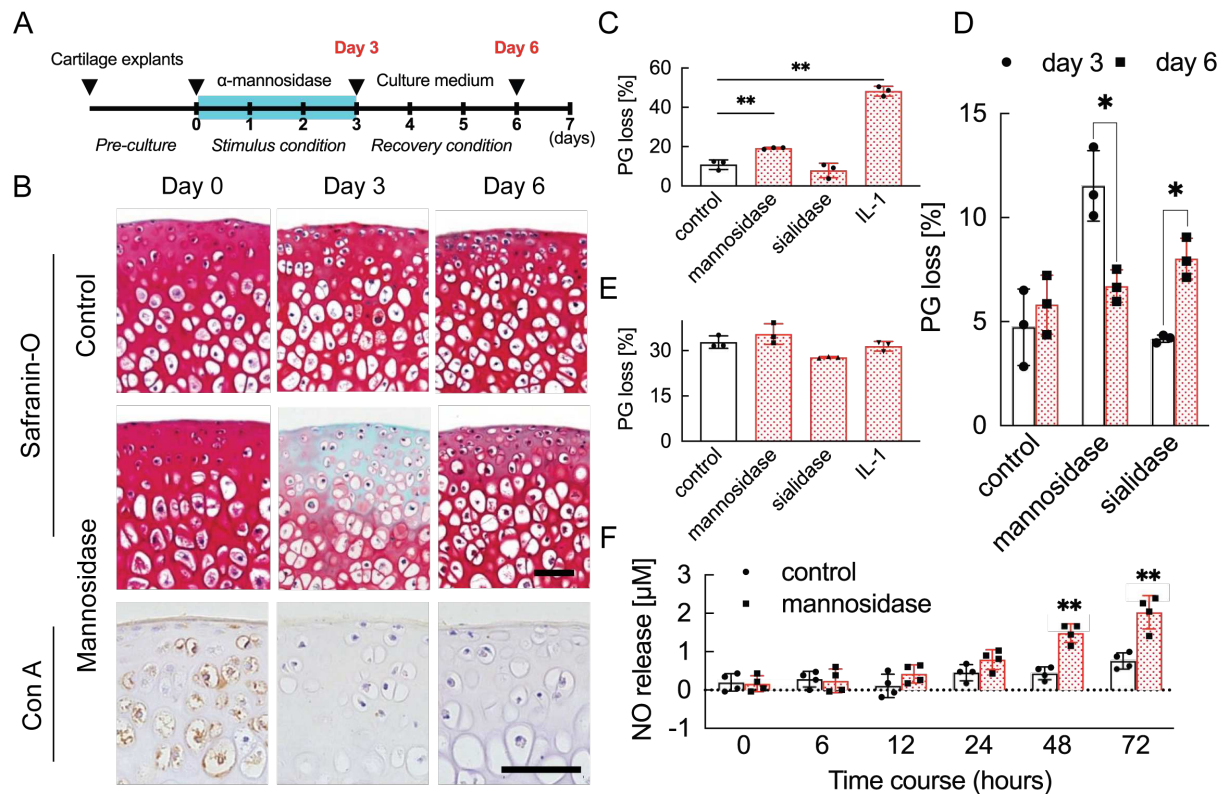 A
Day 3
Day 6
Cartilage explants
α-mannosidase
Culture medium
0
1
2
3
4
5
6
7
(days)
Pre-culture
Stimulus condition
Recovery condition
B
Day 0
Day 3
Day 6
Safranin-O
Control
Mannosidase
Con A
C
PG loss [%]
60
40
20
0
**
**
control
mannosidase
sialidase
IL-1
D
day 3
day 6
PG loss [%]
15
10
5
0
*
*
control
mannosidase
sialidase
E
PG loss [%]
30
0
control
mannosidase
sialidase
IL-1
F
control
mannosidase
NO release [µM]
3
2
1
0
-1
**
**
0
6
12
24
48
72
Time course (hours)